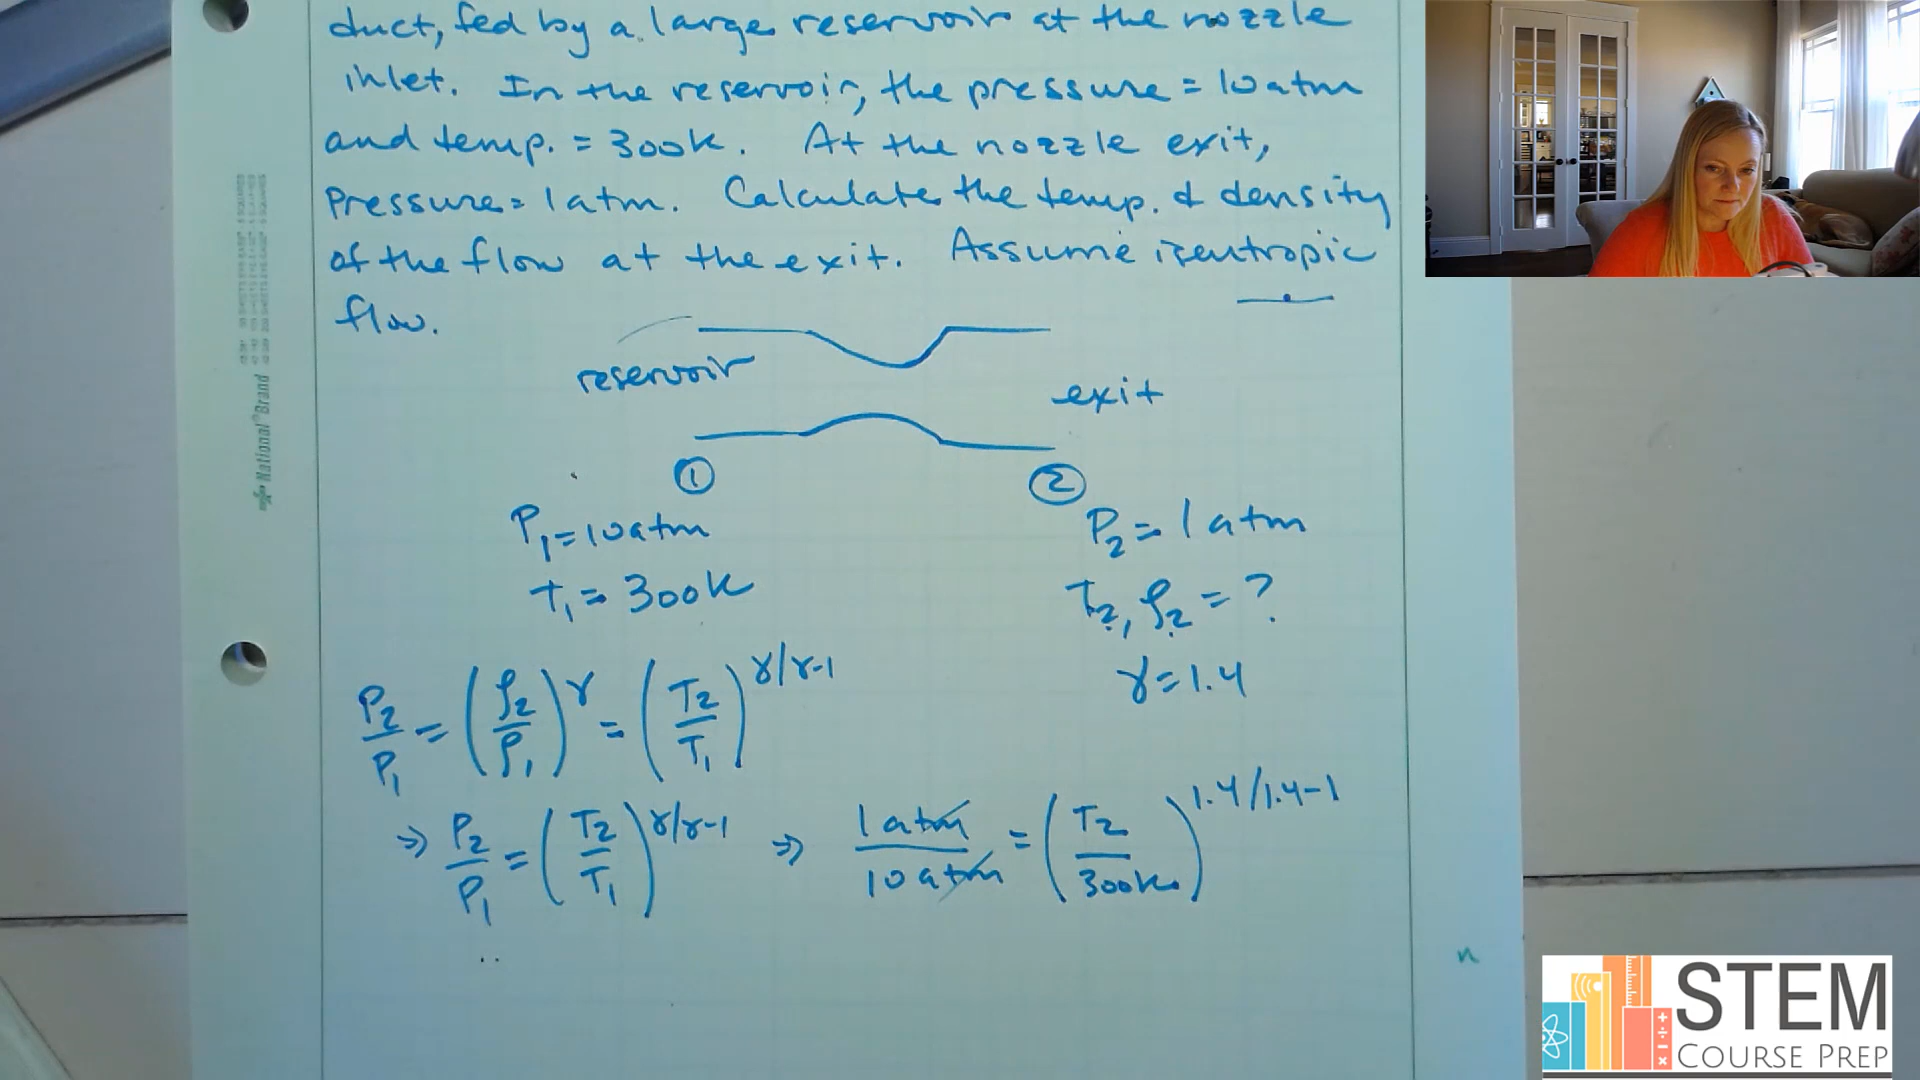 duct, fed by a large reservoir at the nozzle
inlet. In the reservoir, the pressure = 10 atm
and temp. = 300K. At the nozzle exit,
Pressure = 1 atm. Calculate the temp. & density
of the flow at the exit. Assume isentropic
flow.
reservoir
exit
① ②
P₁ = 10 atm
P₂ = 1 atm
T₁ = 300K
T₂, ρ₂ = ?
γ = 1.4
P₂/P₁ = (ρ₂/ρ₁)^γ = (T₂/T₁)^γ/γ-1
⇒ P₂/P₁ = (T₂/T₁)^γ/γ-1 ⇒ 1 atm/10 atm = (T₂/300K)^1.4/1.4-1
n
National Brand
STEM
COURSE PREP